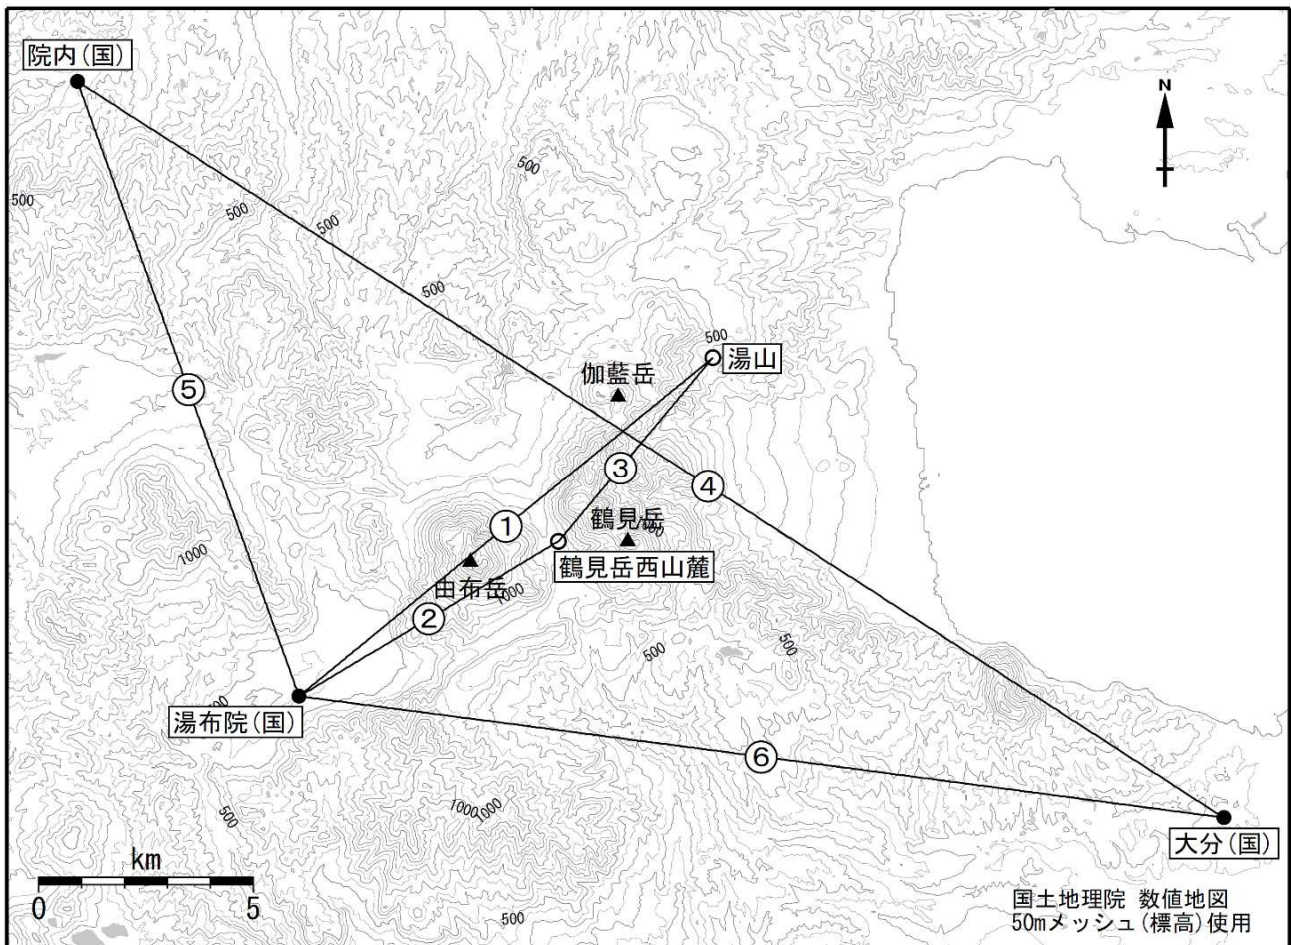 院内(国)
N
500
500
500
500
500
500
湯山
伽藍岳
⑤
③
④
①
鶴見岳
1000
鶴見岳西山麓
由布岳
1000
②
500
500
湯布院(国)
⑥
1000
1000
500
大分(国)
km
0
5
500
国土地理院 数値地図
50mメッシュ(標高)使用